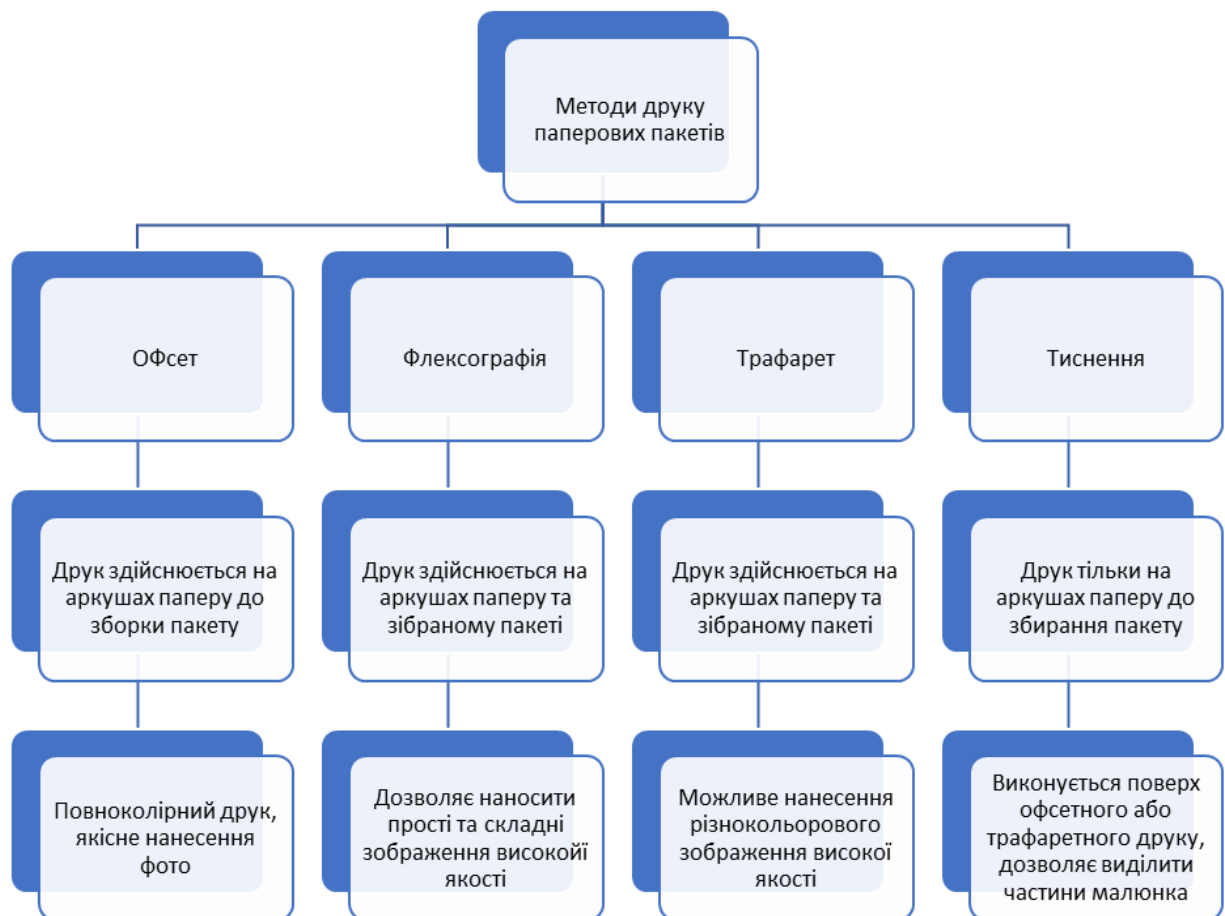 Методи друку
паперових пакетів
ОФсет
Флексографія
Трафарет
Тиснення
Друк здійснюється на
аркушах паперу до
зборки пакету
Друк здійснюється на
аркушах паперу та
зібраному пакеті
Друк здійснюється на
аркушах паперу та
зібраному пакеті
Друк тільки на
аркушах паперу до
збирання пакету
Повноколірний друк,
якісне нанесення
фото
Дозволяє наносити
прості та складні
зображення високойї
якості
Можливе нанесення
різнокольорового
зображення високої
якості
Виконується поверх
офсетного або
трафаретного друку,
дозволяє виділити
частини малюнка